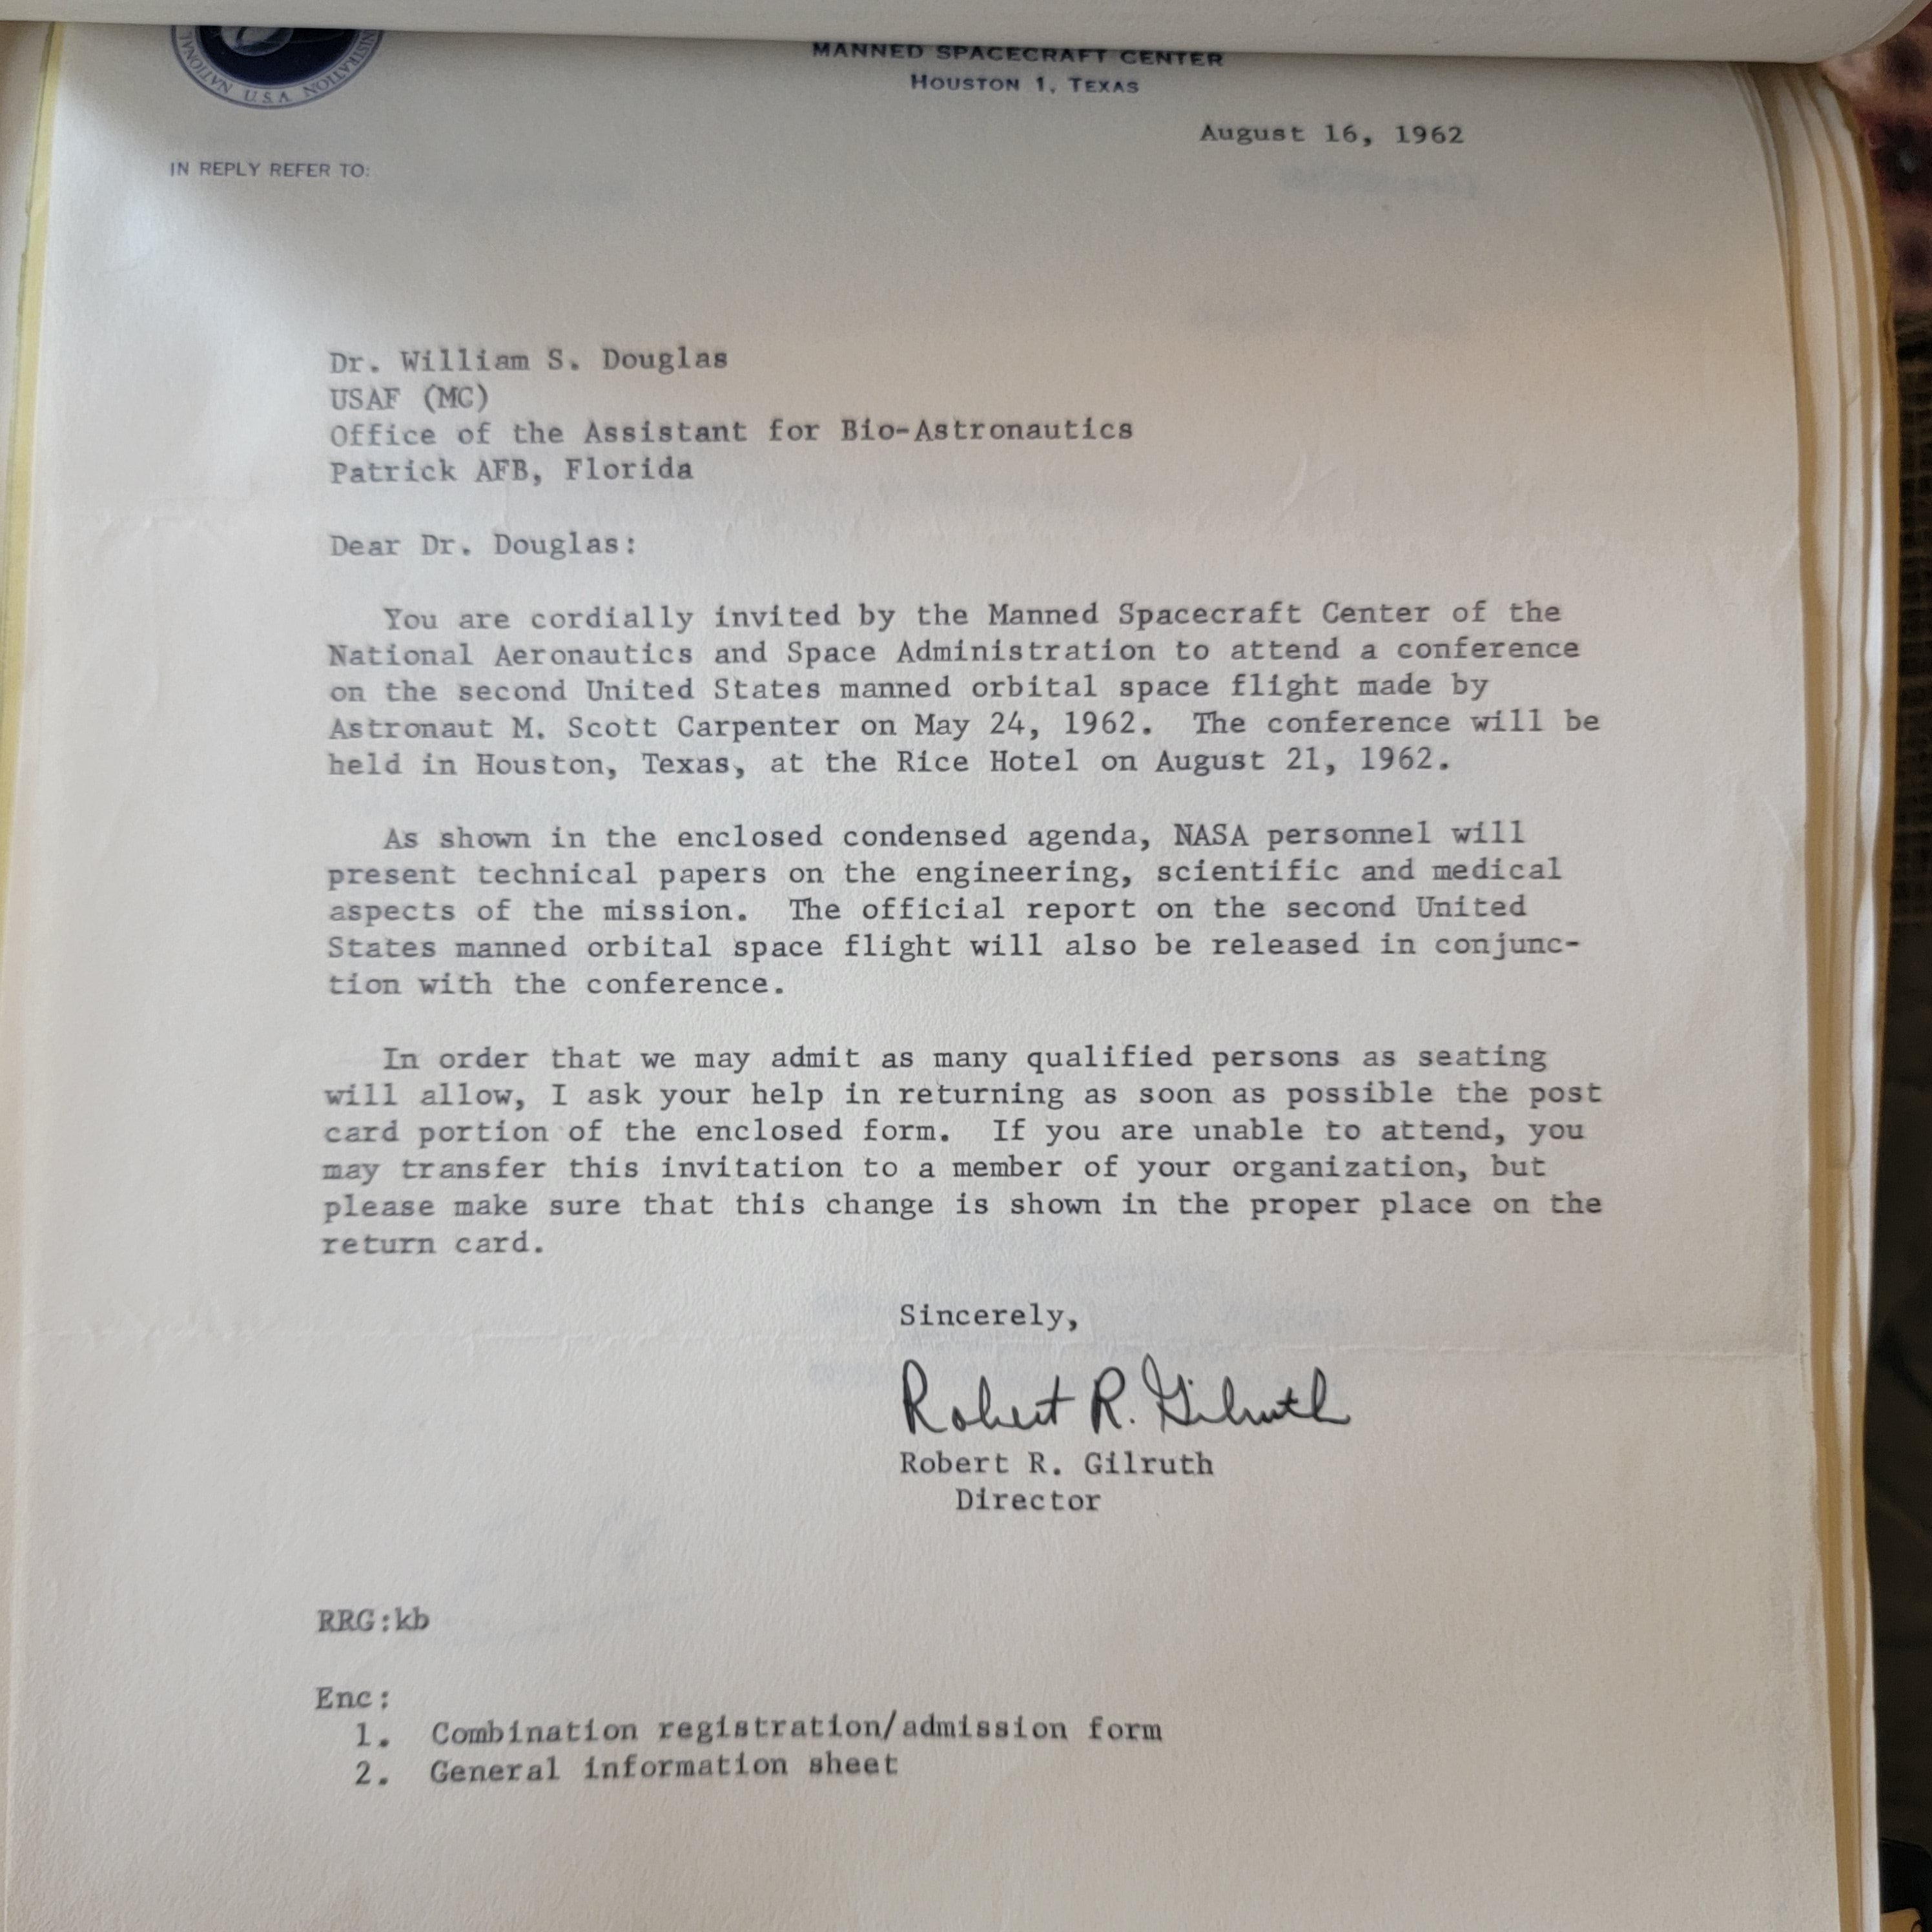 NISTRATION U.S.A. NATIONAL
MANNED SPACECRAFT CENTER
HOUSTON 1, TEXAS
August 16, 1962
IN REPLY REFER TO:
Dr. William S. Douglas
USAF (MC)
Office of the Assistant for Bio-Astronautics
Patrick AFB, Florida
Dear Dr. Douglas:
You are cordially invited by the Manned Spacecraft Center of the
National Aeronautics and Space Administration to attend a conference
on the second United States manned orbital space flight made by
Astronaut M. Scott Carpenter on May 24, 1962. The conference will be
held in Houston, Texas, at the Rice Hotel on August 21, 1962.
As shown in the enclosed condensed agenda, NASA personnel will
present technical papers on the engineering, scientific and medical
aspects of the mission. The official report on the second United
States manned orbital space flight will also be released in conjunc-
tion with the conference.
In order that we may admit as many qualified persons as seating
will allow, I ask your help in returning as soon as possible the post
card portion of the enclosed form. If you are unable to attend, you
may transfer this invitation to a member of your organization, but
please make sure that this change is shown in the proper place on the
return card.
Sincerely,
Robert R. Gilruth
Robert R. Gilruth
Director
RRG:kb
Enc:
1. Combination registration/admission form
2. General information sheet